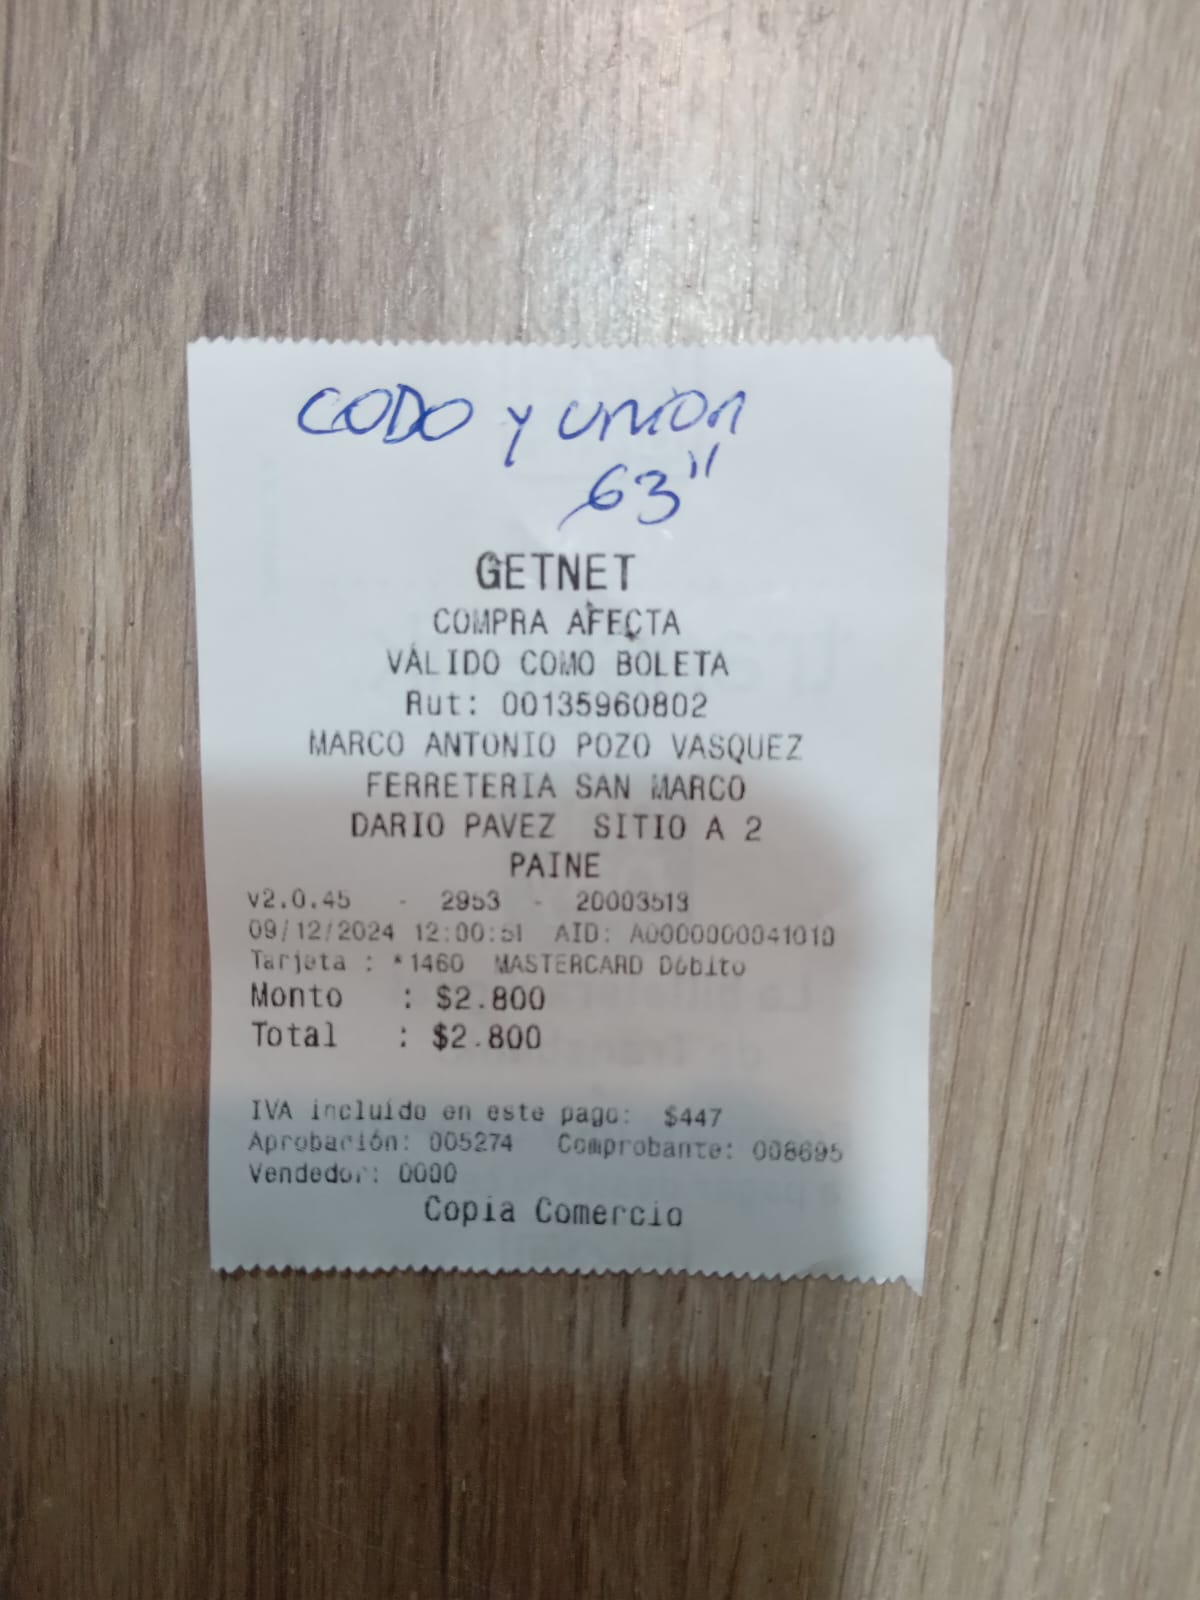 CODO y UNION
63"
GETNET
COMPRA AFECTA
VÁLIDO COMO BOLETA
Rut: 00135960802
MARCO ANTONIO POZO VASQUEZ
FERRETERIA SAN MARCO
DARIO PAVEZ SITIO A 2
PAINE
v2.0.45 - 2953 - 20003513
09/12/2024 12:00:51 AID: A0000000041010
Tarjeta : *1460 MASTERCARD Débito
Monto : $2.800
Total : $2.800
IVA incluido en este pago: $447
Aprobación: 005274 Comprobante: 008695
Vendedor: 0000
Copia Comercio